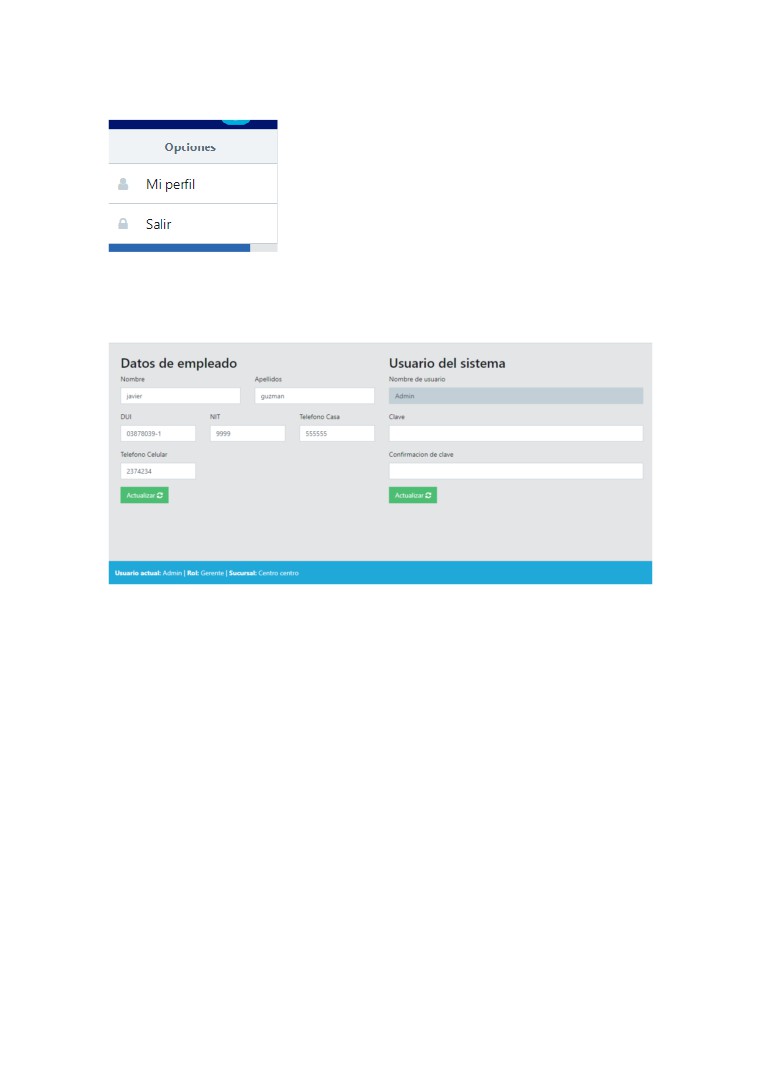 Opciones
Mi perfil
Salir
Datos de empleado
Nombre
Apellidos
javier
guzman
DUI
NIT
Telefono Casa
03878039-1
9999
555555
Telefono Celular
2374234
Actualizar
Usuario del sistema
Nombre de usuario
Admin
Clave
Confirmacion de clave
Actualizar
Usuario actual: Admin | Rol: Gerente | Sucursal: Centro centro